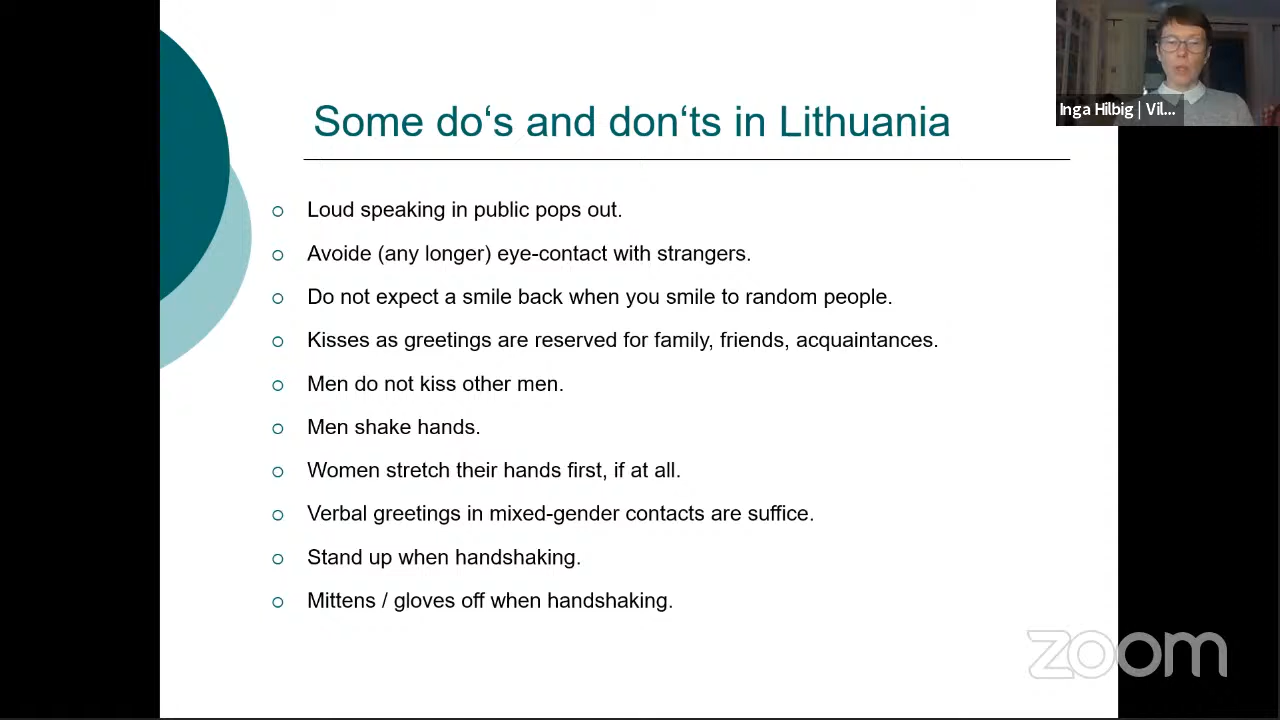 Some do‘s and don‘ts in Lithuania
Inga Hilbig | Vil...
Loud speaking in public pops out.
Avoide (any longer) eye-contact with strangers.
Do not expect a smile back when you smile to random people.
Kisses as greetings are reserved for family, friends, acquaintances.
Men do not kiss other men.
Men shake hands.
Women stretch their hands first, if at all.
Verbal greetings in mixed-gender contacts are suffice.
Stand up when handshaking.
Mittens / gloves off when handshaking.
zoom